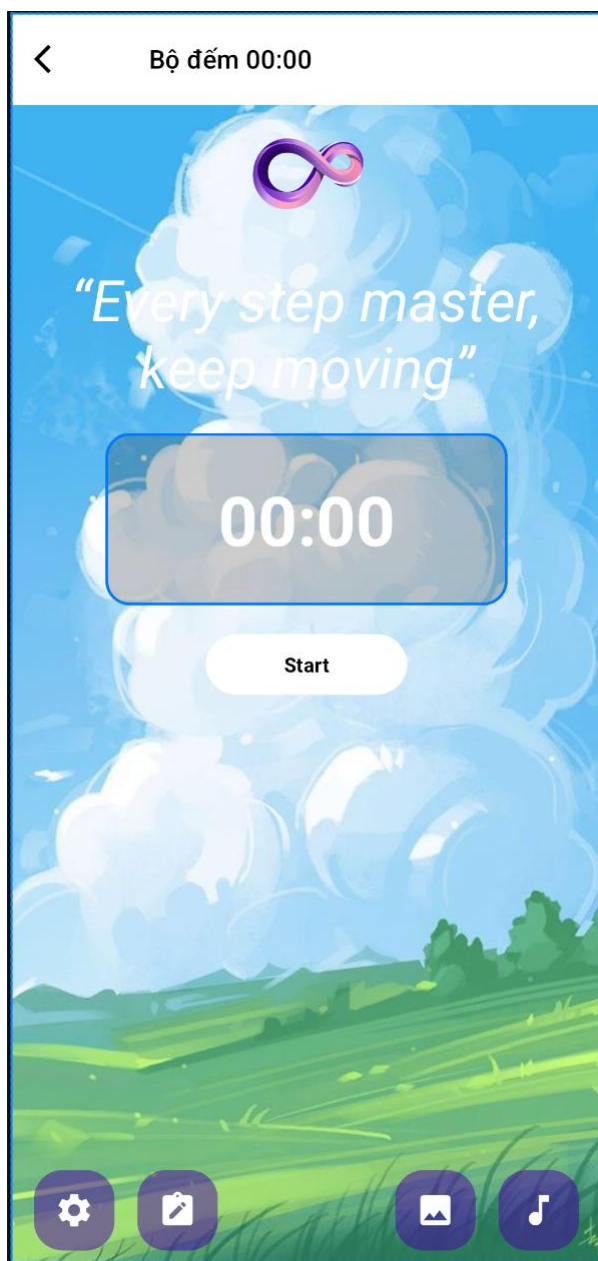 Bộ đếm 00:00
“Every step master,
keep moving”
00:00
Start